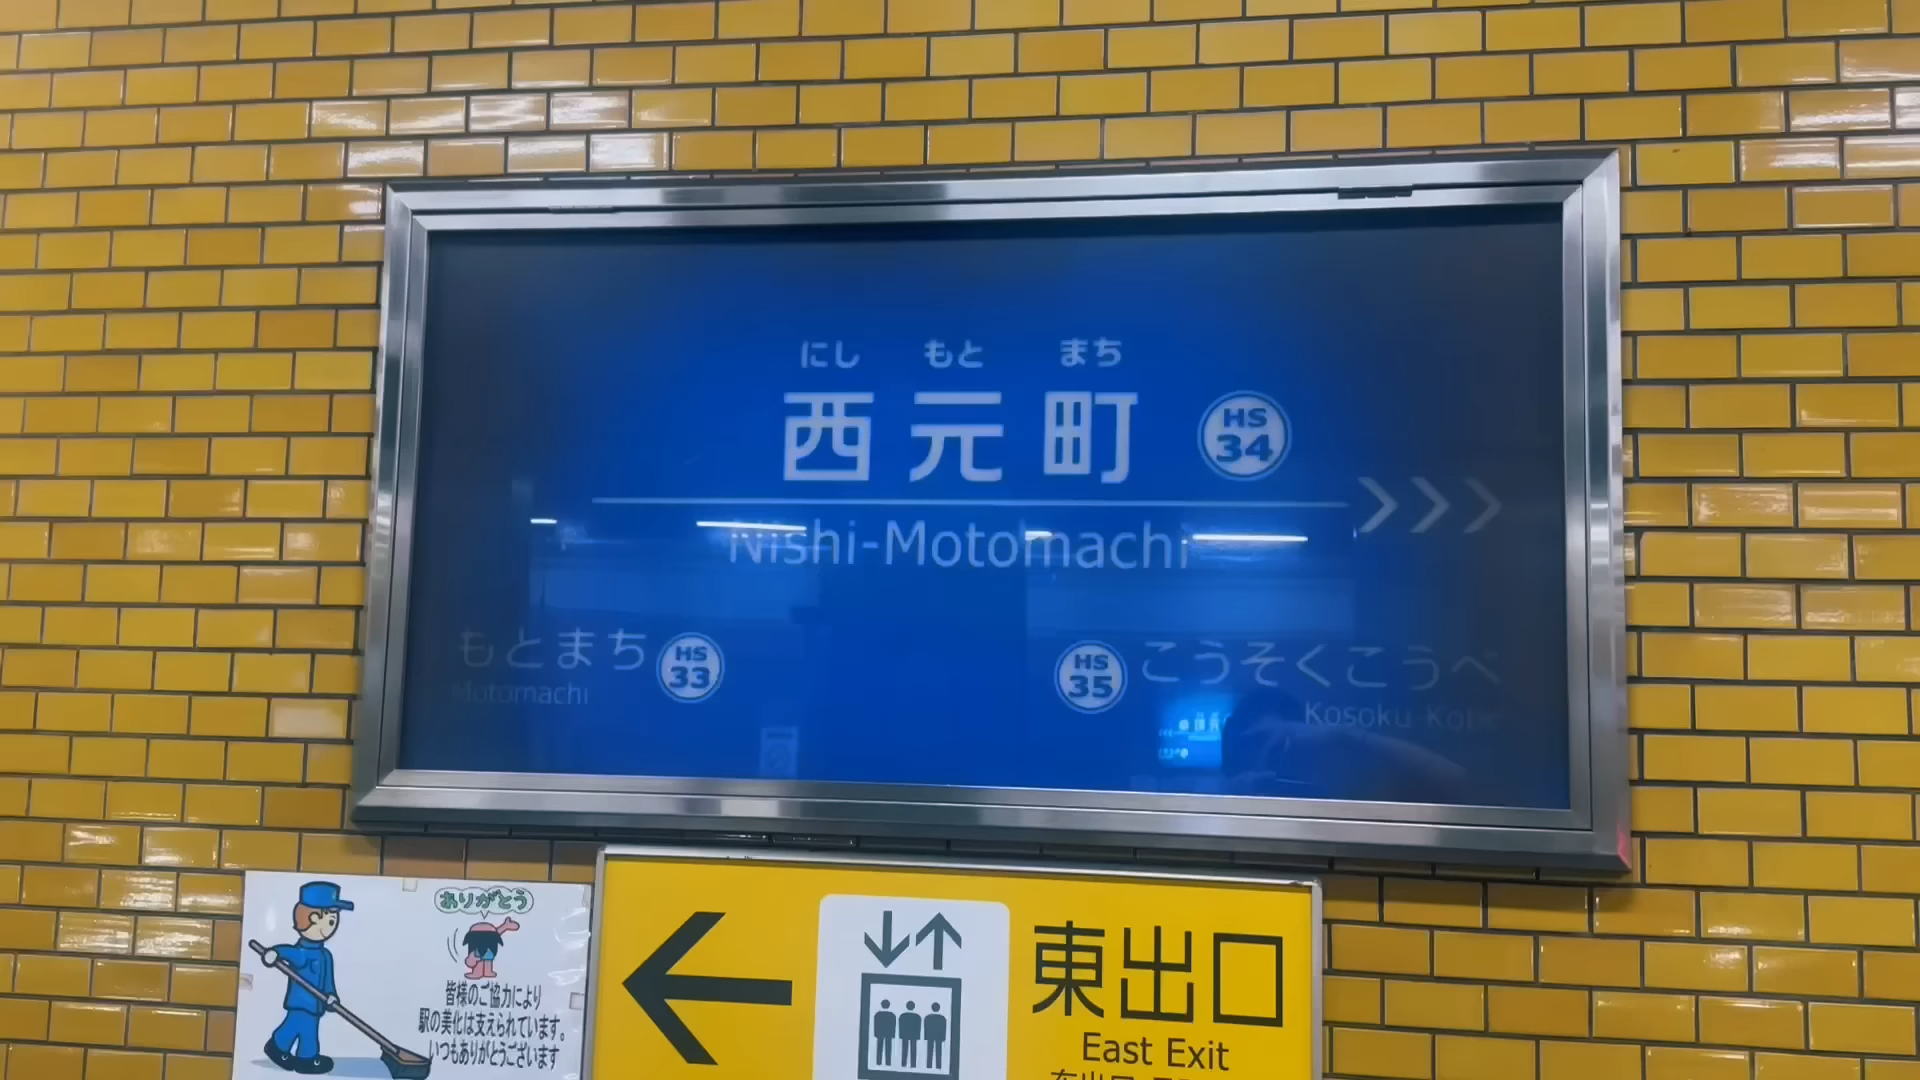 にし もと まち
西元町 HS 34
Nishi-Motomachi
もとまち HS 33
Motomachi
HS 35 こうそくこうべ
Kosoku Kobe
ありがとう
皆様のご協力により
駅の美化は支えられています。
いつもありがとうございます
東出口
East Exit